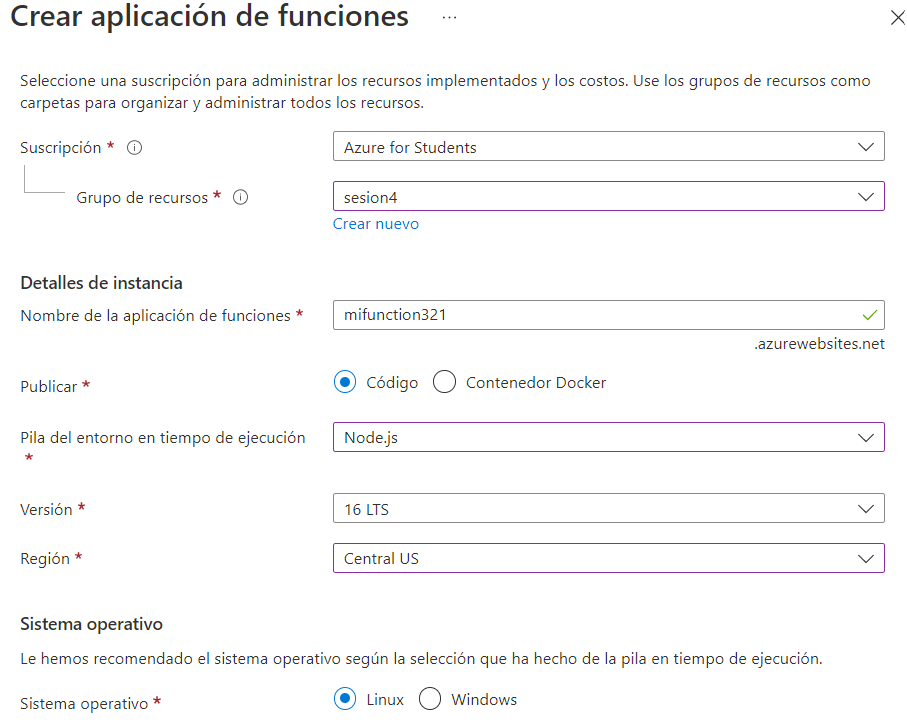 Crear aplicación de funciones ...
Seleccione una suscripción para administrar los recursos implementados y los costos. Use los grupos de recursos como
carpetas para organizar y administrar todos los recursos.
Suscripción *
Azure for Students
Grupo de recursos *
sesion4
Crear nuevo
Detalles de instancia
Nombre de la aplicación de funciones *
mifunction321
.azurewebsites.net
Publicar *
Código
Contenedor Docker
Pila del entorno en tiempo de ejecución
*
Node.js
Versión *
16 LTS
Región *
Central US
Sistema operativo
Le hemos recomendado el sistema operativo según la selección que ha hecho de la pila en tiempo de ejecución.
Sistema operativo *
Linux
Windows